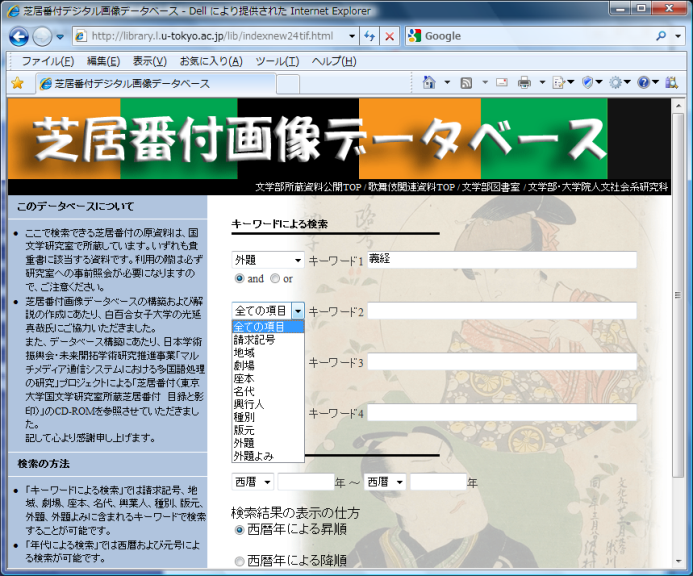 芝居番付デジタル画像データベース - Dell により提供された Internet Explorer
http://library.l.u-tokyo.ac.jp/lib/indexnew24tif.html
Google
ファイル(F) 編集(E) 表示(V) お気に入り(A) ツール(T) ヘルプ(H)
芝居番付デジタル画像データベース
芝居番付画像データベース
文学部所蔵資料公開TOP / 歌舞伎関連資料TOP / 文学部図書室 / 文学部・大学院人文社会系研究科
このデータベースについて
ここで検索できる芝居番付の原資料は、国
文学研究室で所蔵しています。いずれも貴
重書に該当する資料です。利用の際は必ず
研究室への事前照会が必要になりますの
で、ご注意ください。
芝居番付画像データベースの構築および解
説の作成にあたり、白百合女子大学の光延
真哉氏にご協力いただきました。
また、データベース構築にあたり、日本学術
振興会・未来開拓学術研究推進事業「マル
チメディア通信システムにおける多国語処理
の研究」プロジェクトによる「芝居番付(東京
大学国文学研究室所蔵芝居番付 目録と影
印)」のCD-ROMを参照させていただきまし
た。
記して心より感謝申し上げます。
検索の方法
「キーワードによる検索」では請求記号、地
域、劇場、座本、名代、興業人、種別、版元、
外題、外題よみに含まれるキーワードで検索
することが可能です。
「年代による検索」では西暦および元号によ
る検索が可能です。
キーワードによる検索
外題 キーワード1 義経
and or
全ての項目 キーワード2
全ての項目
請求記号
地域
劇場
キーワード3
座本
名代
興行人
種別
キーワード4
版元
外題
外題よみ
西暦 年 ～ 西暦 年
検索結果の表示の仕方
西暦年による昇順
西暦年による降順